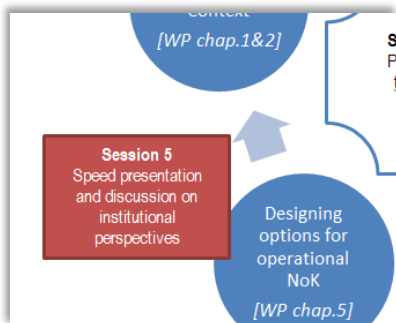 [WP chap.1&2]
S
P
Session 5
Speed presentation
and discussion on
institutional
perspectives
Designing
options for
operational
NoK
[WP chap.5]